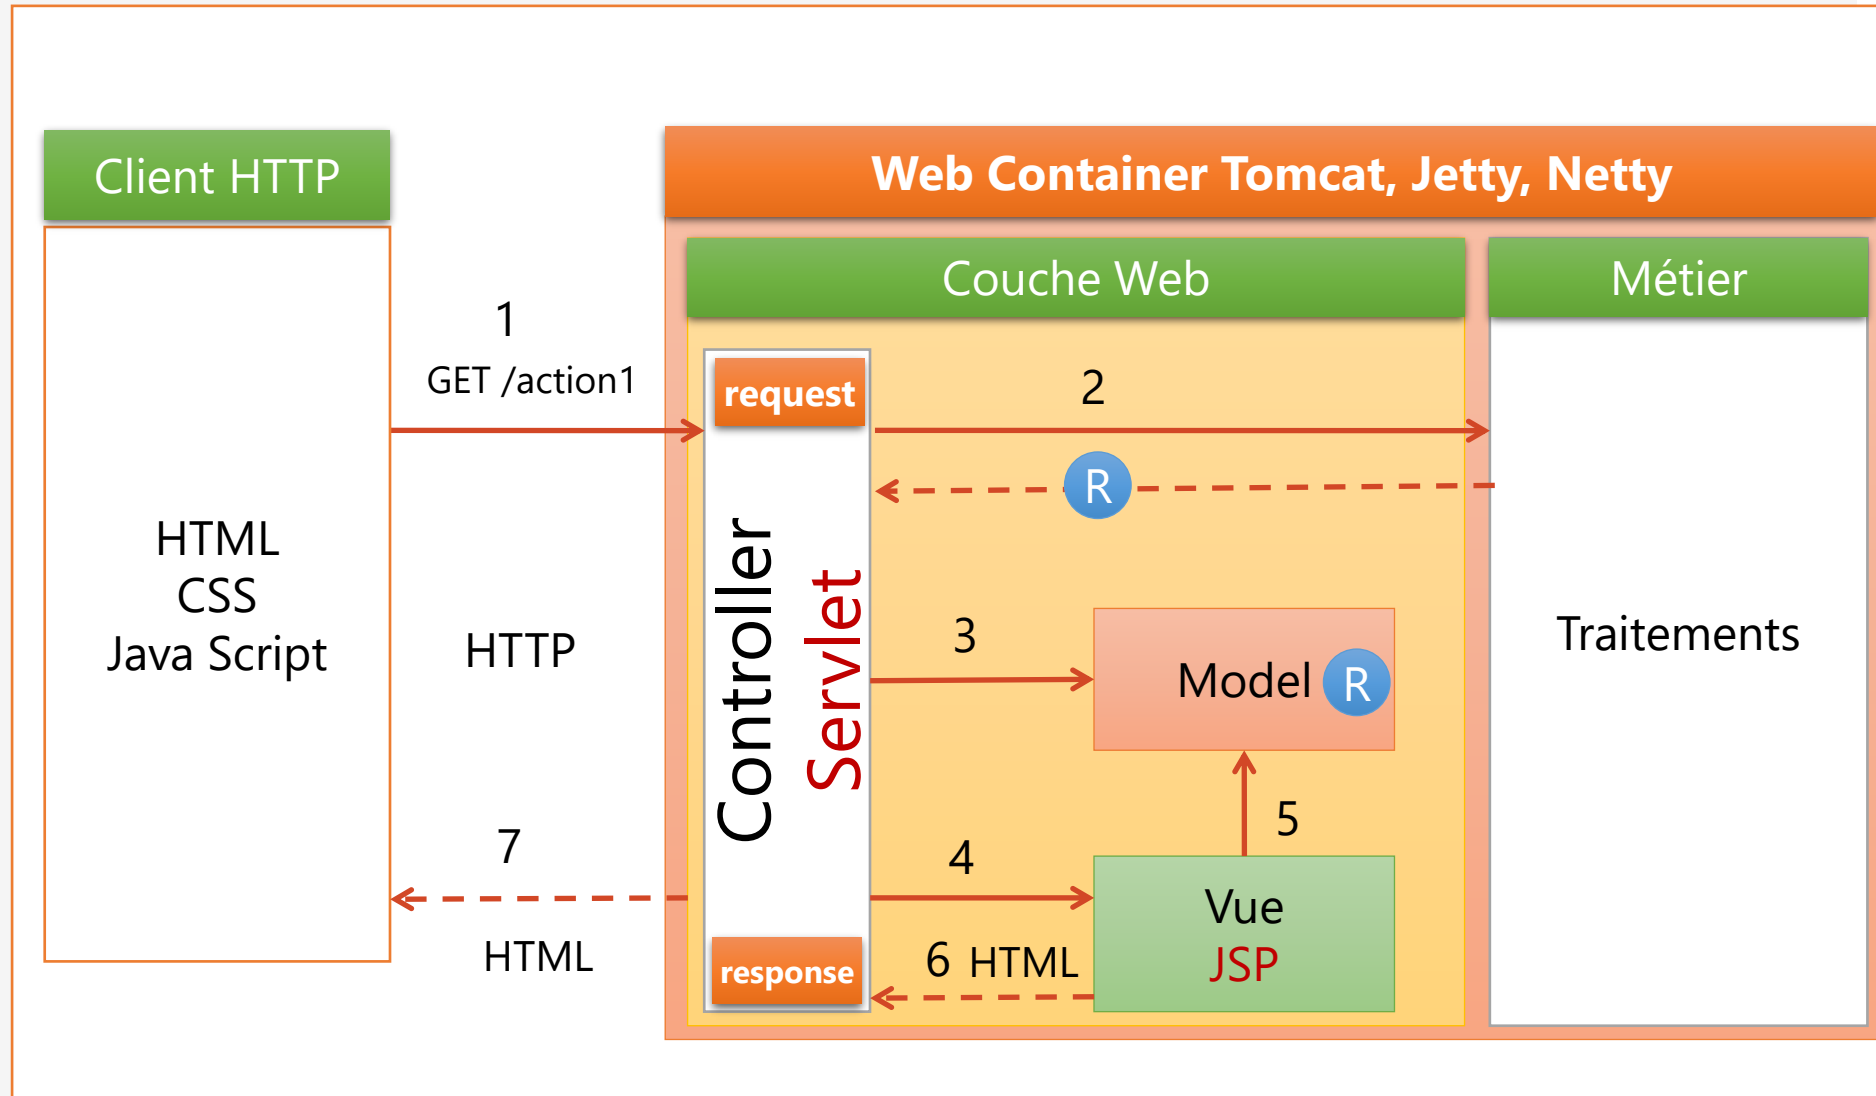 Client HTTP
Web Container Tomcat, Jetty, Netty
Couche Web
Métier
1
GET /action1
request
2
R
HTML
CSS
Java Script
HTTP
Controller
Servlet
3
Model
R
Traitements
5
7
4
Vue
JSP
HTML
response
6 HTML